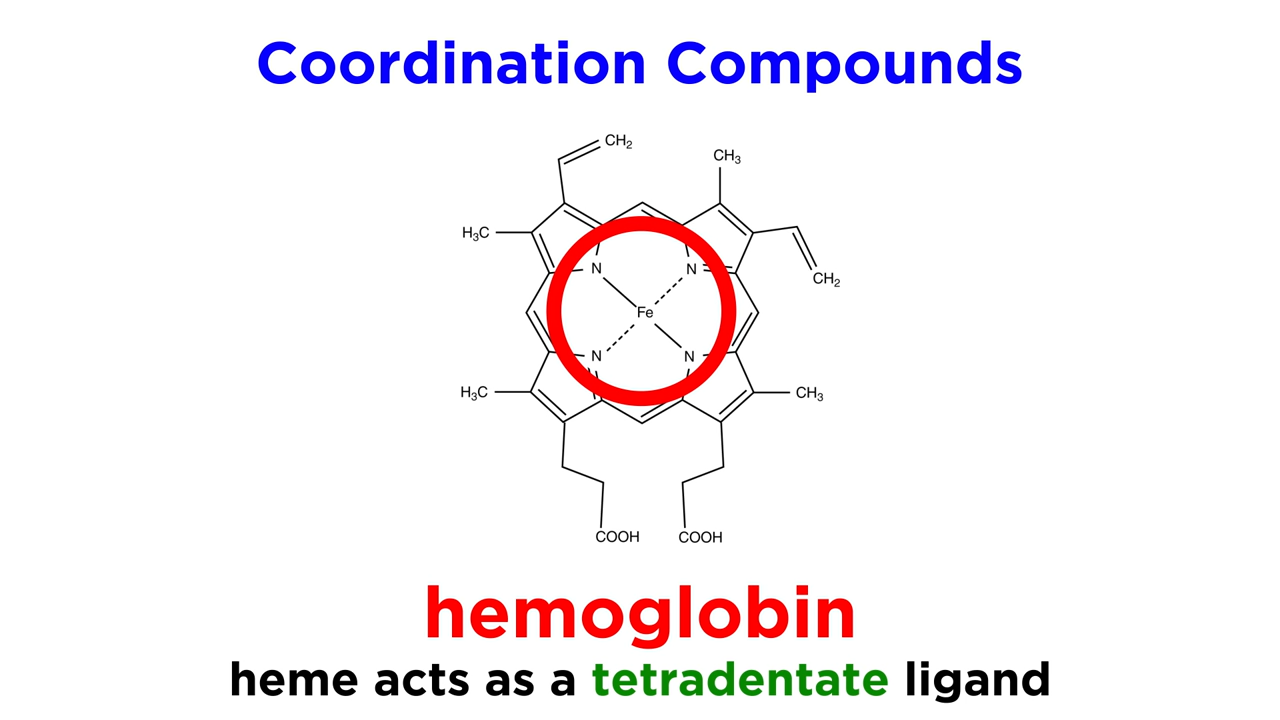 Coordination Compounds
CH₂
CH₃
H₃C
N
N
CH₂
Fe
N
N
H₃C
CH₃
COOH
COOH
hemoglobin
heme acts as a tetradentate ligand